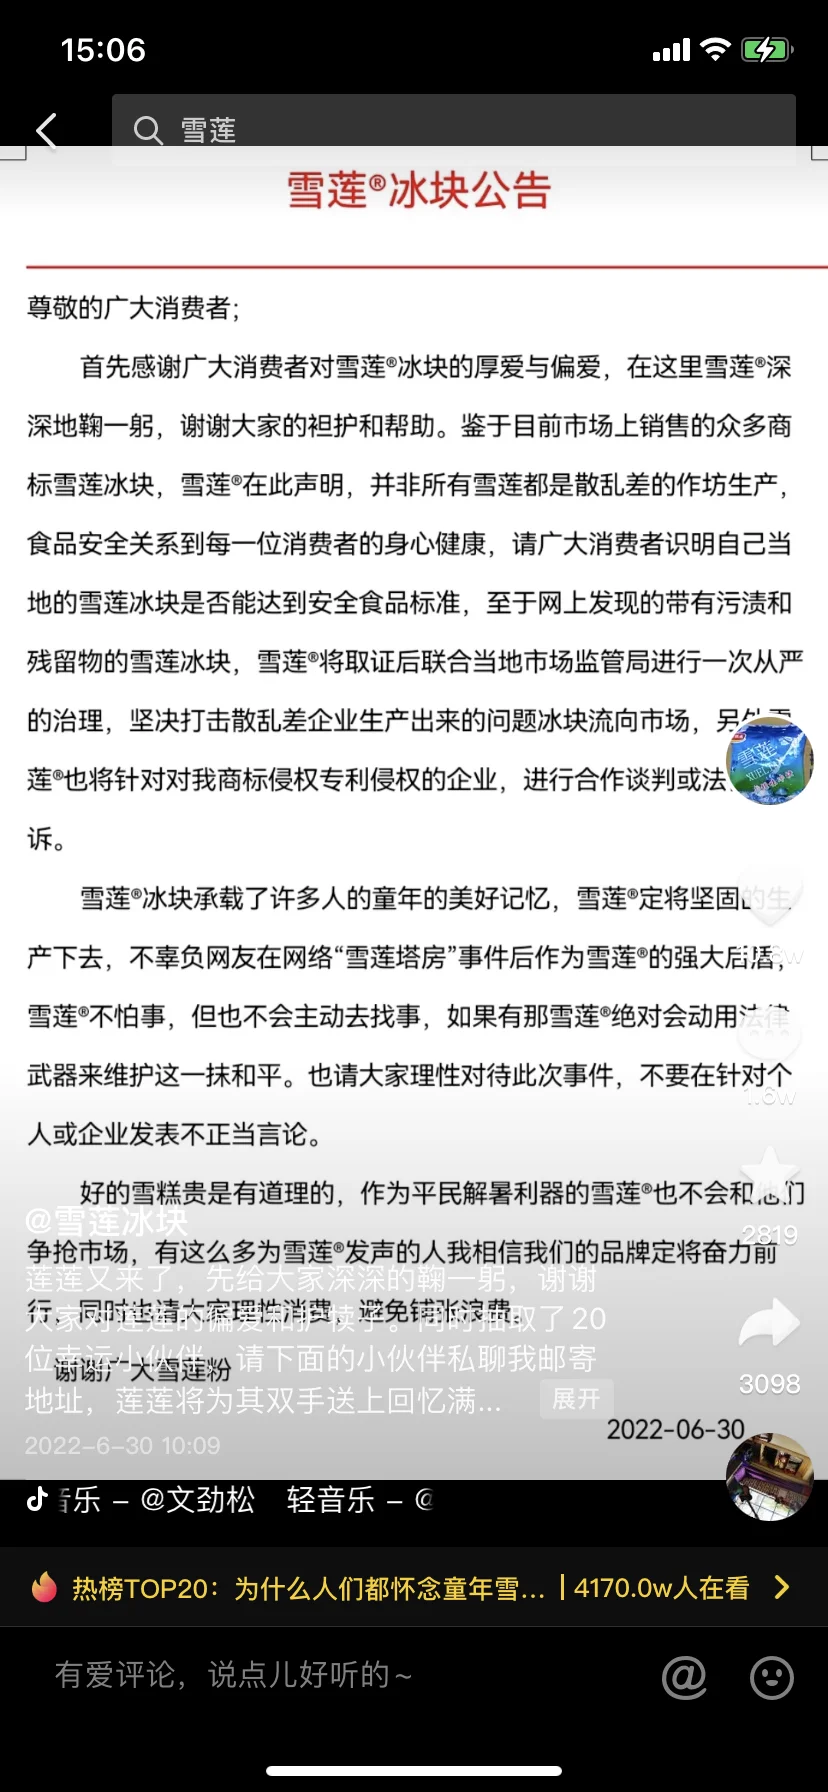 15:06
雪莲
雪莲®冰块公告
尊敬的广大消费者;
首先感谢广大消费者对雪莲®冰块的厚爱与偏爱，在这里雪莲®深
深地鞠一躬，谢谢大家的袒护和帮助。鉴于目前市场上销售的众多商
标雪莲冰块，雪莲®在此声明，并非所有雪莲都是散乱差的作坊生产，
食品安全关系到每一位消费者的身心健康，请广大消费者识明自己当
地的雪莲冰块是否能达到安全食品标准，至于网上发现的带有污渍和
残留物的雪莲冰块，雪莲®将取证后联合当地市场监管局进行一次从严
的治理，坚决打击散乱差企业生产出来的问题冰块流向市场，另外雪
莲®也将针对对我商标侵权专利侵权的企业，进行合作谈判或法
诉。
雪莲®冰块承载了许多人的童年的美好记忆，雪莲®定将坚固的生
产下去，不辜负网友在网络“雪莲塔房”事件后作为雪莲®的强大后盾，
雪莲®不怕事，但也不会主动去找事，如果有那雪莲®绝对会动用法律
武器来维护这一抹和平。也请大家理性对待此次事件，不要在针对个
人或企业发表不正当言论。
好的雪糕贵是有道理的，作为平民解暑利器的雪莲®也不会和他们
争抢市场，有这么多为雪莲®发声的人我相信我们的品牌定将奋力前
行，同时也请大家理性消费，避免铺张浪费。
谢谢广大雪莲粉
2022-06-30
雪莲
1.6w
2819
3098
@雪莲冰块
莲莲又来了，先给大家深深的鞠一躬，谢谢
大家对莲莲的偏爱和护犊子。同时抽取了20
位幸运小伙伴，请下面的小伙伴私聊我邮寄
地址，莲莲将为其双手送上回忆满...
展开
2022-6-30 10:09
音乐 - @文劲松 轻音乐 - @
热榜TOP20：为什么人们都怀念童年雪... | 4170.0w人在看
有爱评论，说点儿好听的~